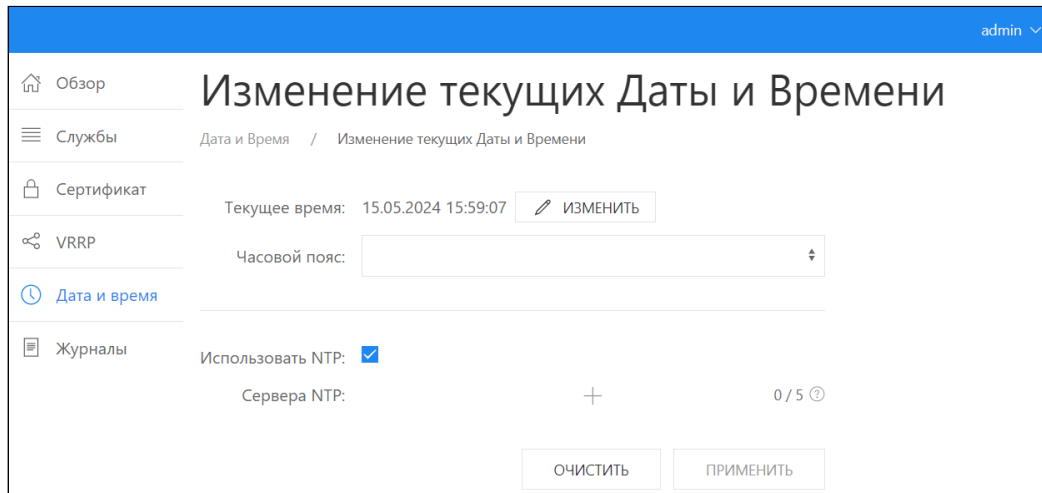 admin
Обзор
Службы
Сертификат
VRRP
Дата и время
Журналы
Изменение текущих Даты и Времени
Дата и Время / Изменение текущих Даты и Времени
Текущее время: 15.05.2024 15:59:07 ИЗМЕНИТЬ
Часовой пояс:
Использовать NTP:
Сервера NTP: 0 / 5 ?
ОЧИСТИТЬ ПРИМЕНИТЬ